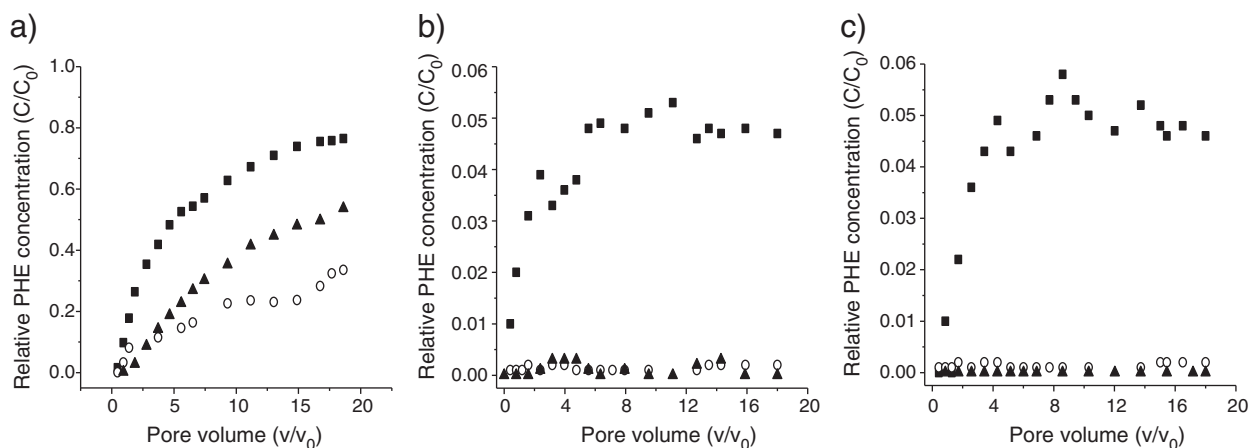 a)
Relative PHE concentration (C/C0)
1.0
0.8
0.6
0.4
0.2
0.0
0 5 10 15 20
Pore volume (v/v0)
b)
Relative PHE concentration (C/C0)
0.06
0.05
0.04
0.03
0.02
0.01
0.00
0 4 8 12 16 20
Pore volume (v/v0)
c)
Relative PHE concentration (C/C0)
0.06
0.05
0.04
0.03
0.02
0.01
0.00
0 4 8 12 16 20
Pore volume (v/v0)